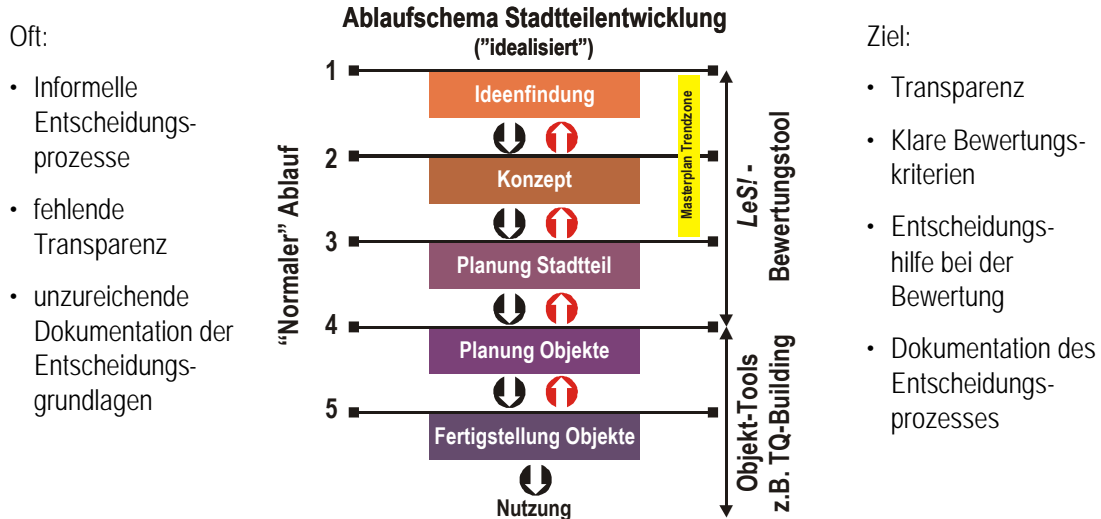 Ablaufschema Stadtteilentwicklung
("idealisiert")
Oft:
• Informelle
Entscheidungs-
prozesse
• fehlende
Transparenz
• unzureichende
Dokumentation der
Entscheidungs-
grundlagen
"Normaler" Ablauf
1
Ideenfindung
2
Konzept
3
Planung Stadtteil
4
Planung Objekte
5
Fertigstellung Objekte
Nutzung
Masterplan Trendzone
LeS! -
Bewertungstool
Objekt-Tools
z.B. TQ-Building
Ziel:
• Transparenz
• Klare Bewertungs-
kriterien
• Entscheidungs-
hilfe bei der
Bewertung
• Dokumentation des
Entscheidungs-
prozesses